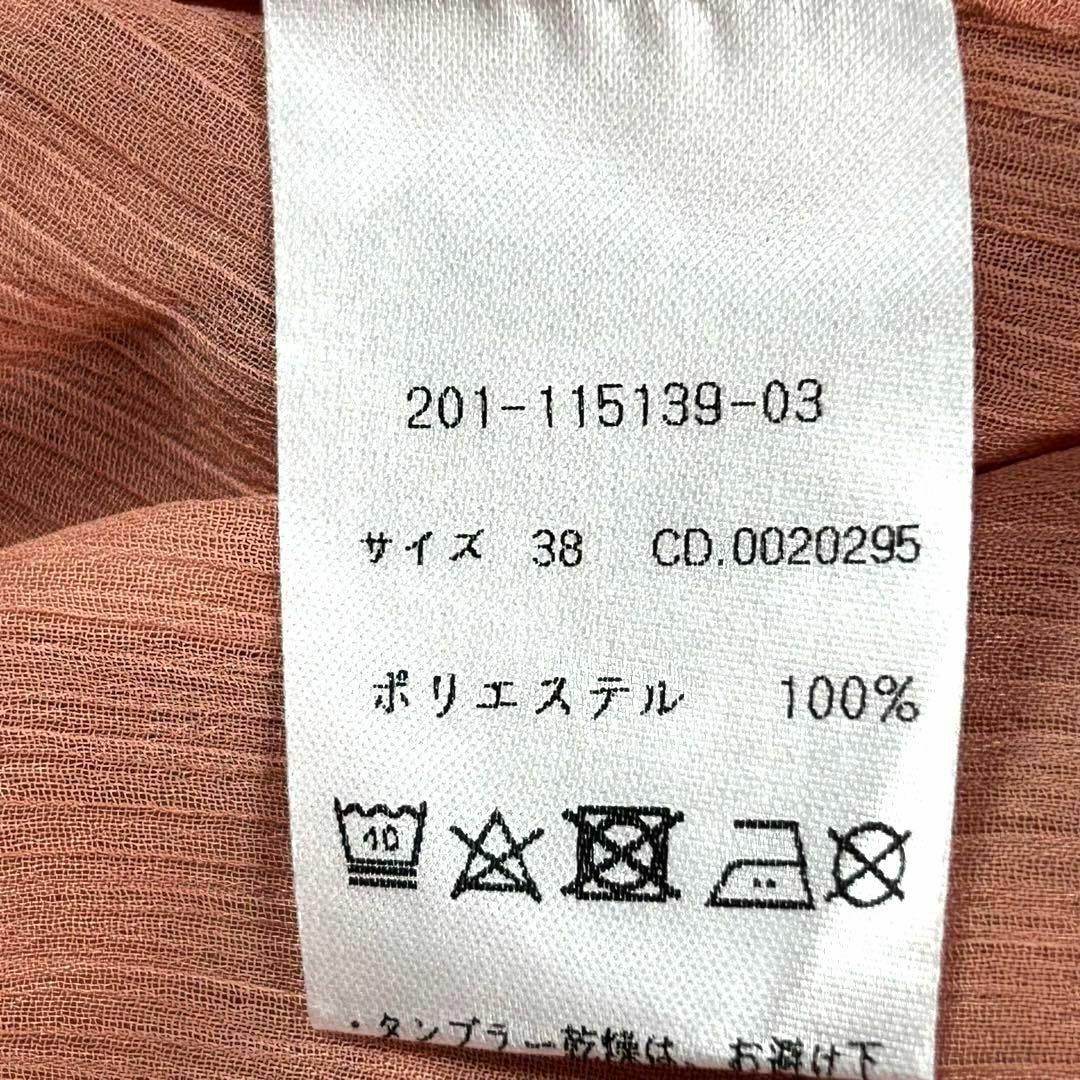 201-115139-03
サイズ 38 CD.0020295
ポリエステル 100%
10
・タンブラー乾燥は、お避け下